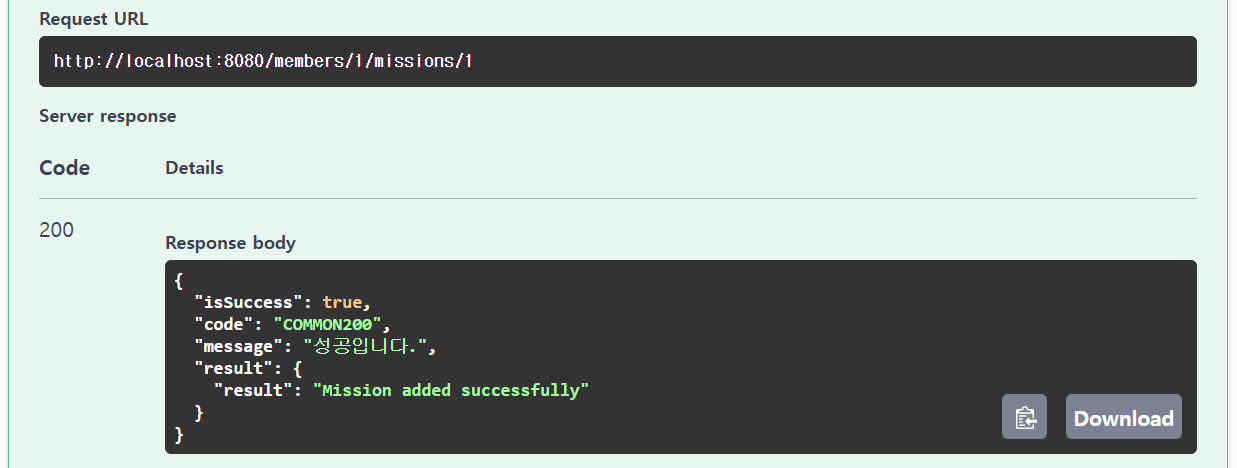 Request URL
http://localhost:8080/members/1/missions/1
Server response
Code Details
200
Response body
{
  "isSuccess": true,
  "code": "COMMON200",
  "message": "성공입니다.",
  "result": {
    "result": "Mission added successfully"
  }
}
Download